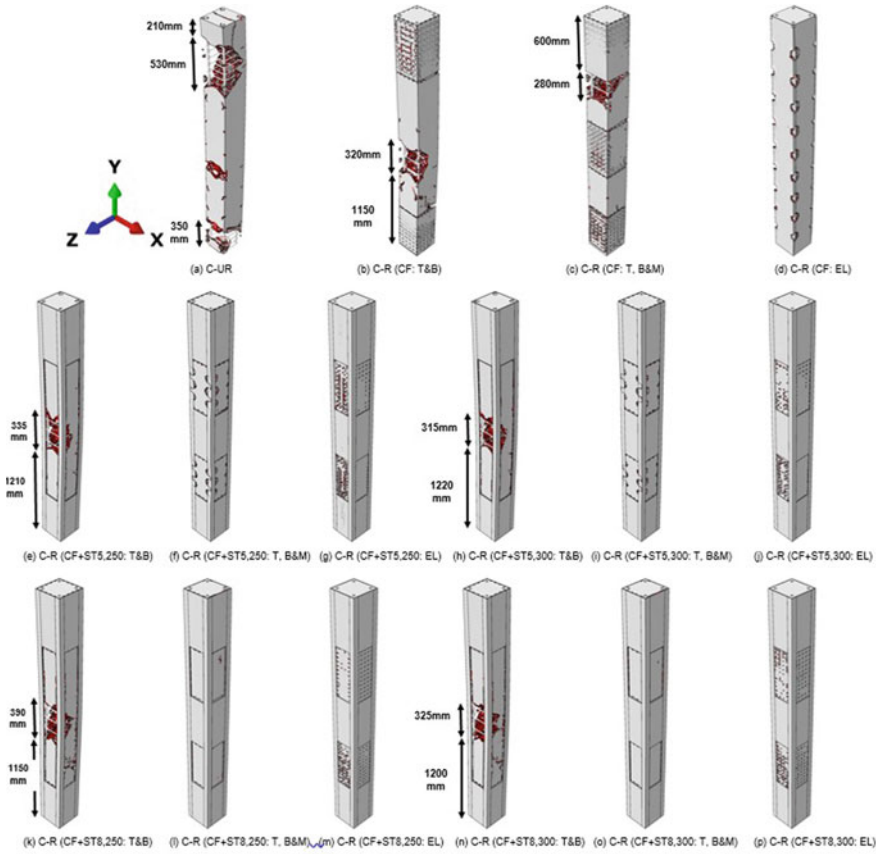 210mm
530mm
350
mm
Y
Z
X
320mm
1150
mm
600mm
280mm
(a) C-UR
(b) C-R (CF: T&B)
(c) C-R (CF: T, B&M)
(d) C-R (CF: EL)
335
mm
1210
mm
315mm
1220
mm
(e) C-R (CF+ST5,250: T&B)
(f) C-R (CF+ST5,250: T, B&M)
(g) C-R (CF+ST5,250: EL)
(h) C-R (CF+ST5,300: T&B)
(i) C-R (CF+ST5,300: T, B&M)
(j) C-R (CF+ST5,300: EL)
390
mm
1150
mm
325mm
1200
mm
(k) C-R (CF+ST8,250: T&B)
(l) C-R (CF+ST8,250: T, B&M)
(m) C-R (CF+ST8,250: EL)
(n) C-R (CF+ST8,300: T&B)
(o) C-R (CF+ST8,300: T, B&M)
(p) C-R (CF+ST8,300: EL)